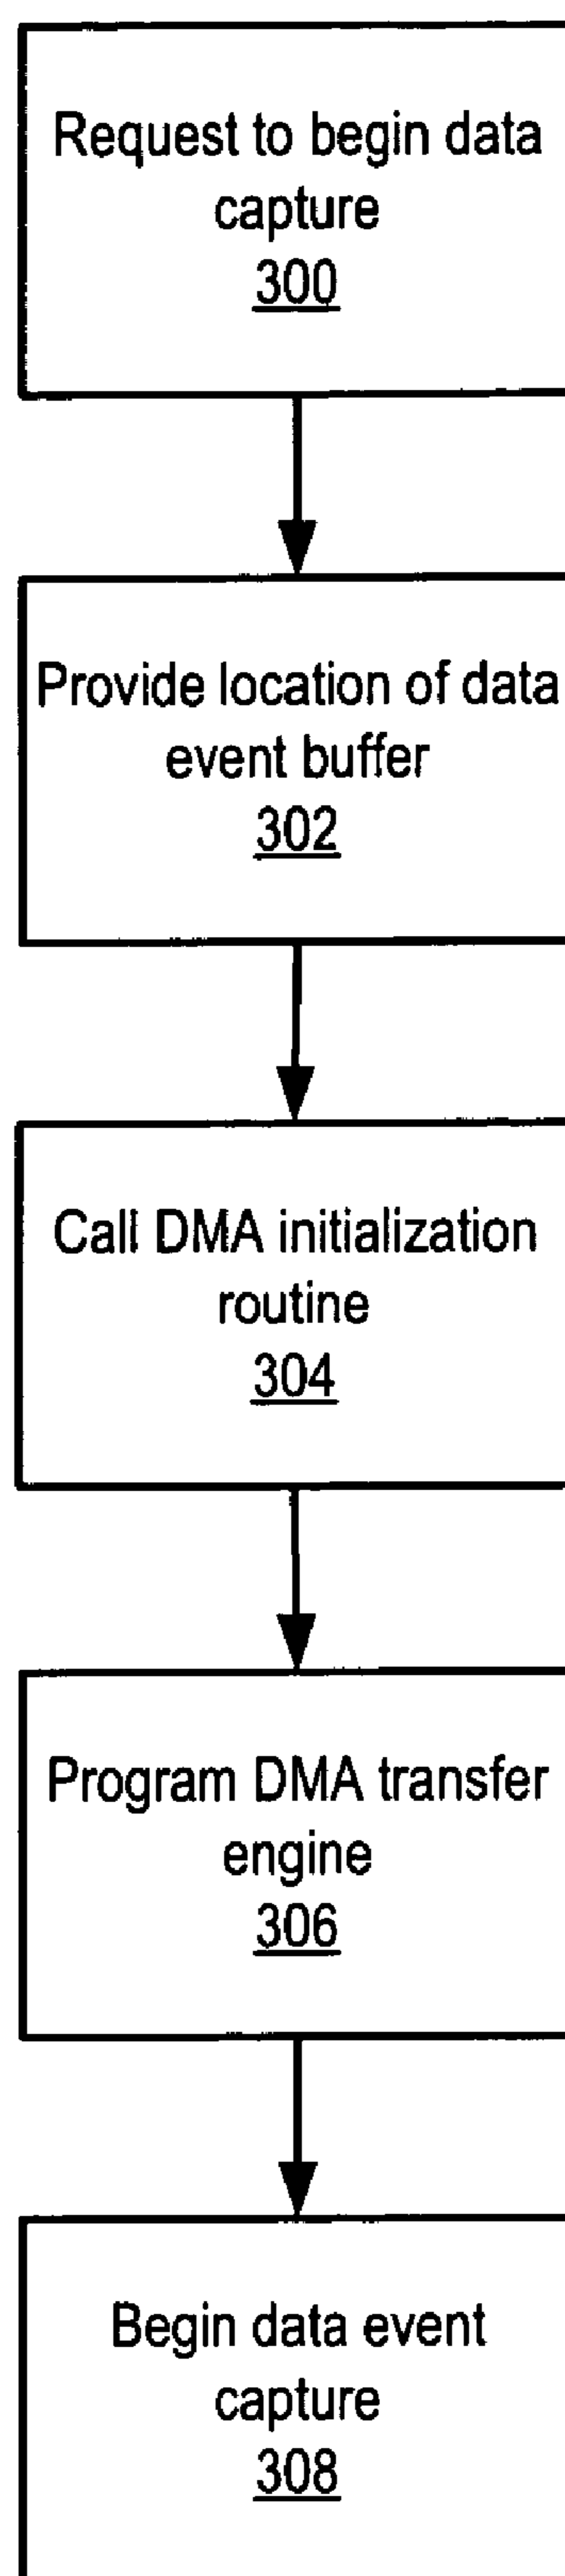 Request to begin data
capture
300
Provide location of data
event buffer
302
Call DMA initialization
routine
304
Program DMA transfer
engine
306
Begin data event
capture
308